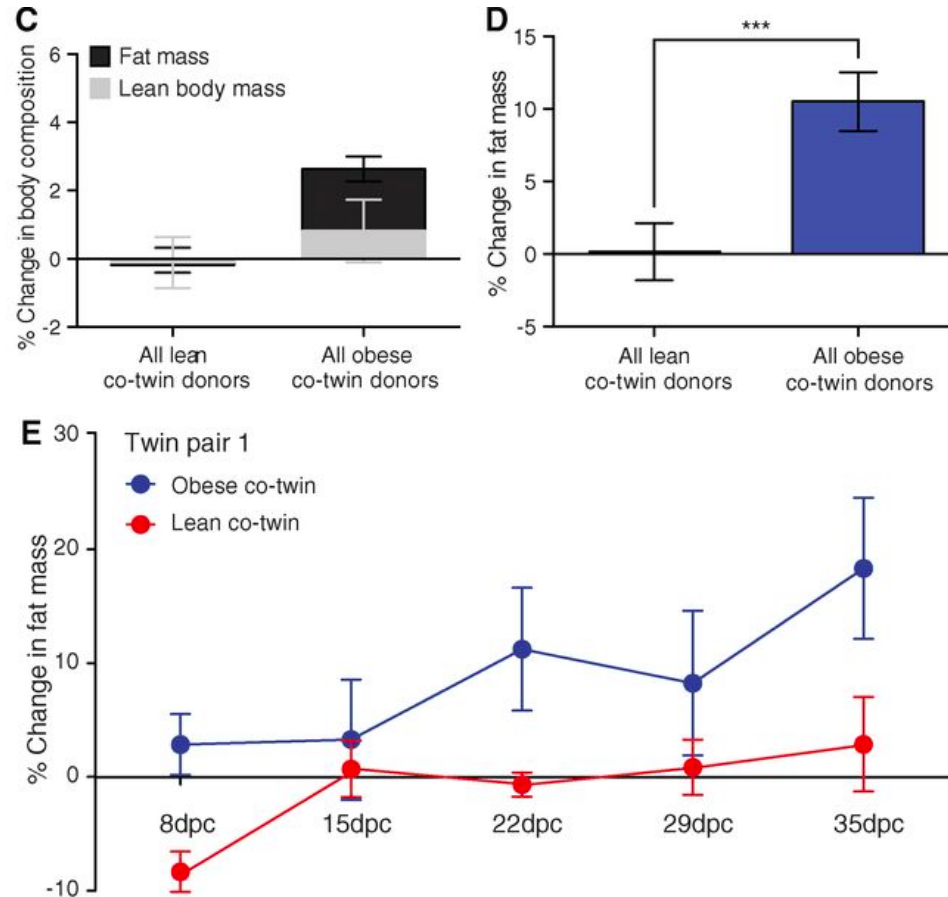 C
% Change in body composition
6
4
2
0
-2
Fat mass
Lean body mass
All lean
co-twin donors
All obese
co-twin donors
D
% Change in fat mass
15
10
5
0
-5
***
All lean
co-twin donors
All obese
co-twin donors
E
% Change in fat mass
30
20
10
0
-10
Twin pair 1
Obese co-twin
Lean co-twin
8dpc
15dpc
22dpc
29dpc
35dpc